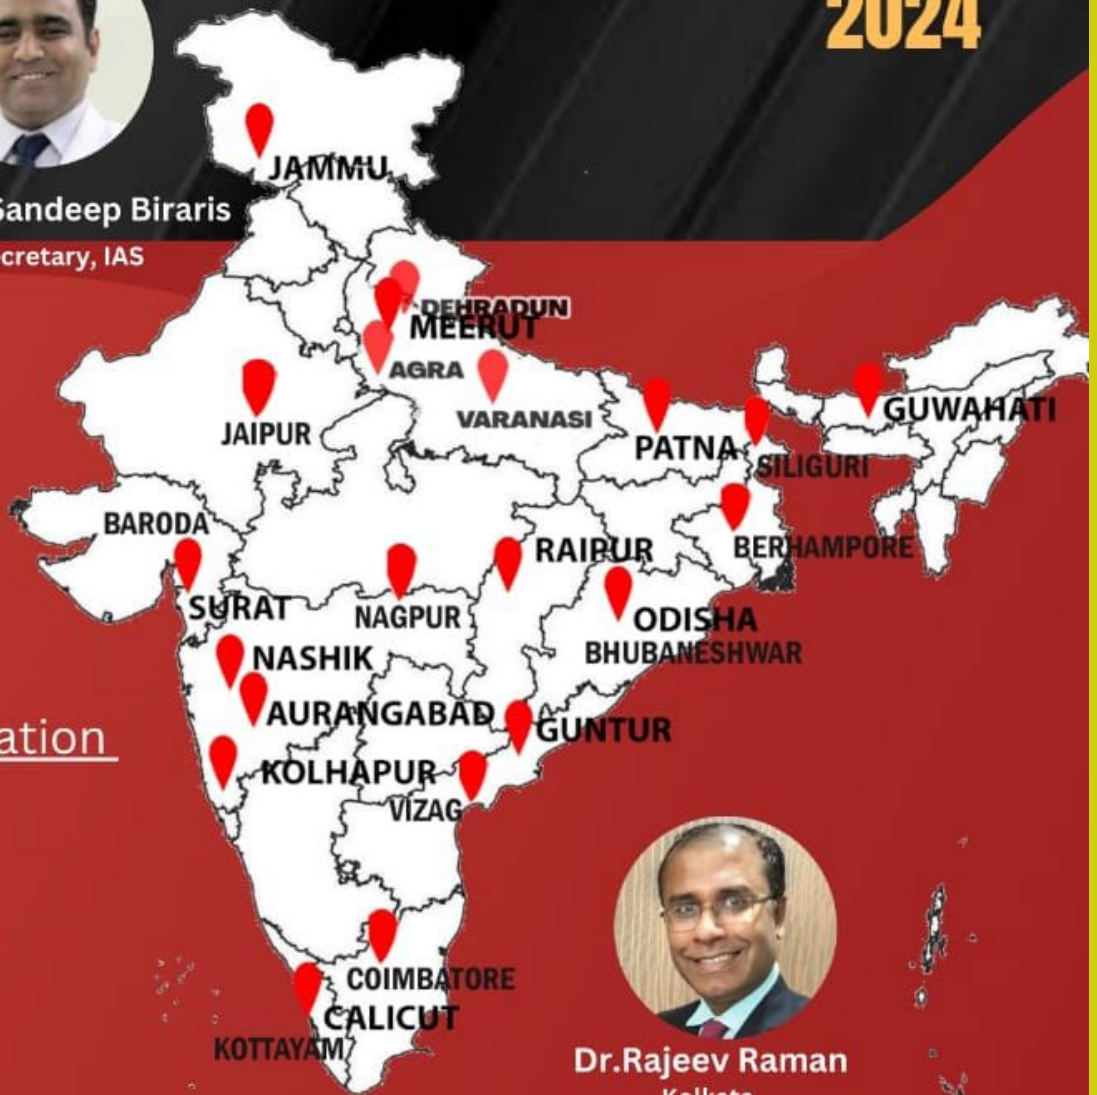 2024
JAMMU
Sandeep Biraris
cretary, IAS
DEHRADUN
MEERUT
AGRA
VARANASI
JAIPUR
PATNA
GUWAHATI
SILIGURI
BARODA
RAIPUR
BERHAMPORE
SURAT
NAGPUR
ODISHA
BHUBANESHWAR
NASHIK
AURANGABAD
GUNTUR
ation
KOLHAPUR
VIZAG
COIMBATORE
CALICUT
KOTTAYAM
Dr.Rajeev Raman
Kolkata